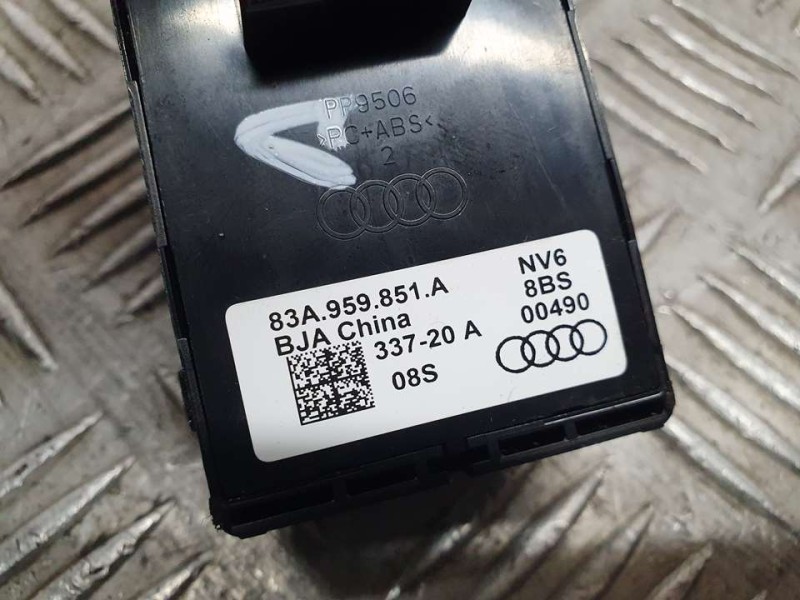 PP9506
>PC+ABS<
2
83A.959.851.A
BJA China
337-20 A
08S
NV6
8BS
00490